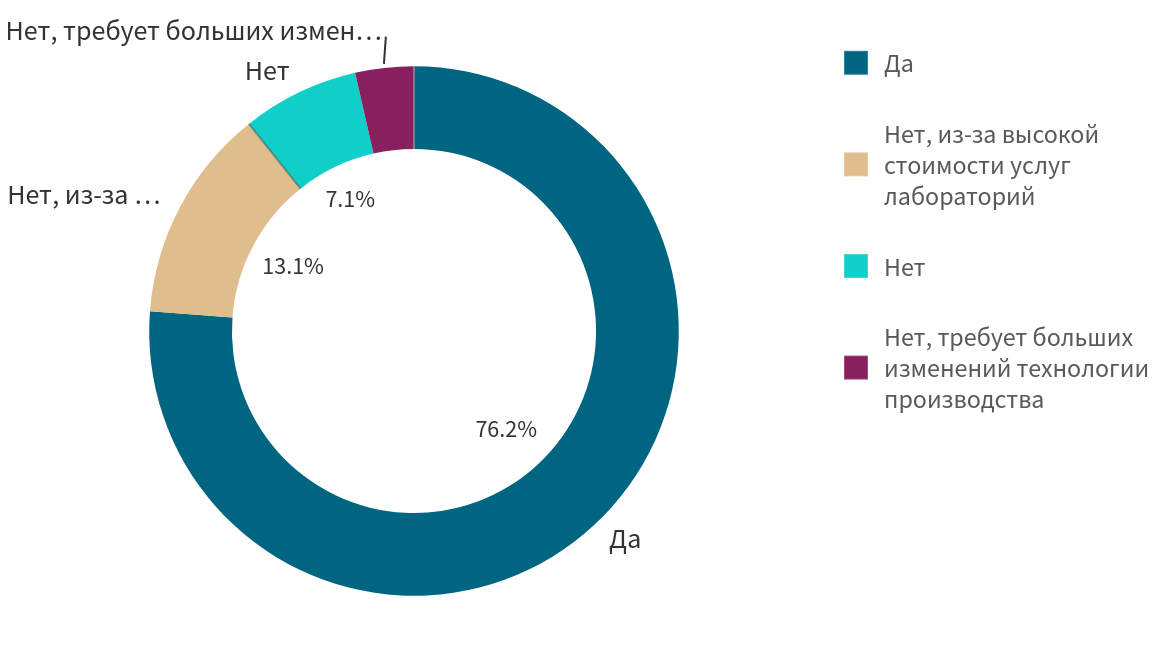 Нет, требует больших измен…
Нет
Нет, из-за …
7.1%
13.1%
76.2%
Да
Да
Нет, из-за высокой
стоимости услуг
лабораторий
Нет
Нет, требует больших
изменений технологии
производства